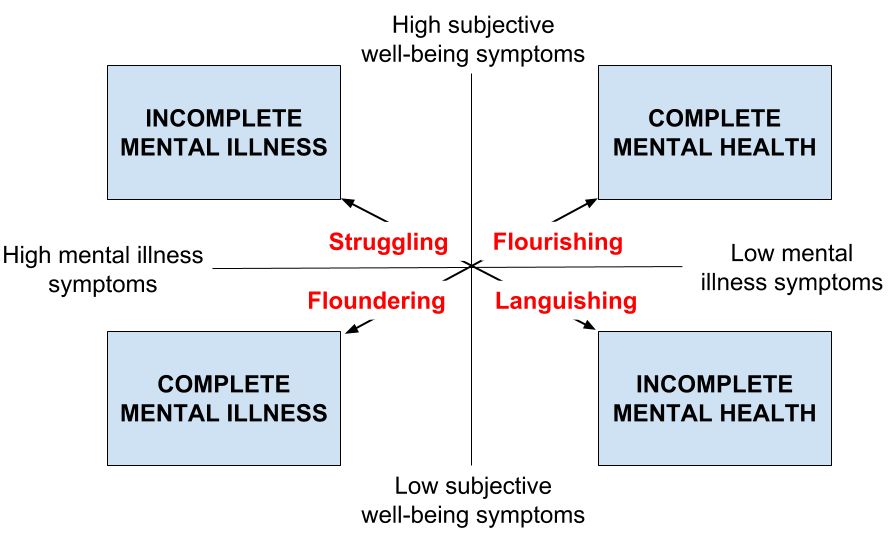 High subjective
well-being symptoms
INCOMPLETE
MENTAL ILLNESS
COMPLETE
MENTAL HEALTH
Struggling
Flourishing
High mental illness
symptoms
Low mental
illness symptoms
Floundering
Languishing
COMPLETE
MENTAL ILLNESS
INCOMPLETE
MENTAL HEALTH
Low subjective
well-being symptoms